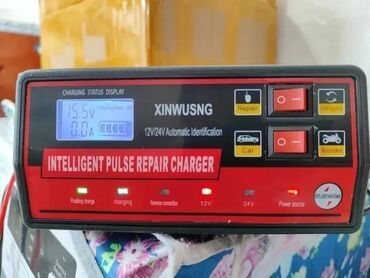 CHARGING STATUS DISPLAY
15.5V
0.0A
XINWUSNG
12V/24V Automatic Identification
Repair
Car
Motorcycle
INTELLIGENT PULSE REPAIR CHARGER
Floating charge
charging
Reverse connection
12V
24V
Power source